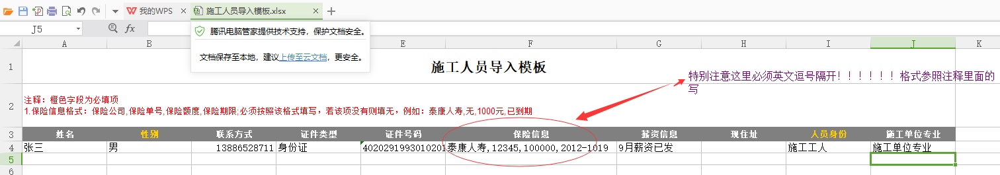 我的WPS
施工人员导入模板.xlsx
J5
fx
腾讯电脑管家提供技术支持，保护文档安全。
文档保存至本地，建议上传至云文档，更安全。
A B E F G H I J K
1 施工人员导入模板
特别注意这里必须英文逗号隔开！！！！！！格式参照注释里面的
写
2
注释：橙色字段为必填项
1.保险信息格式：保险公司,保险单号,保险额度,保险期限;必须按照该格式填写，若该项没有则填无，例如：泰康人寿,无,1000元,已到期
3 姓名 性别 联系方式 证件类型 证件号码 保险信息 薪资信息 现住址 人员身份 施工单位专业
4 张三 男 13886528711 身份证 4020291993010201 泰康人寿,12345,100000,2012-1019 9月薪资已发 施工工人 施工单位专业
5
6